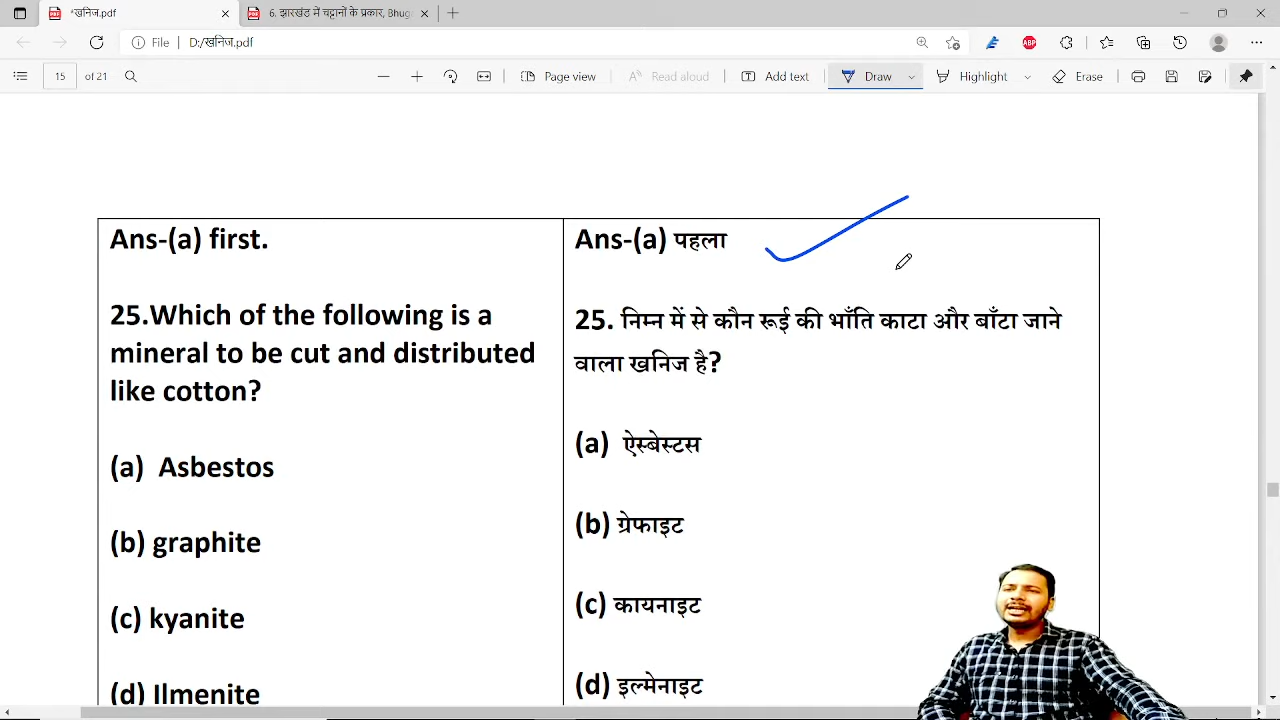 *खनिज.pdf
6. झारखंड में चट्टानों के प्रकार, Bhug
File | D:/खनिज.pdf
15 of 21
Page view
Read aloud
Add text
Draw
Highlight
Erase
ABP
Ans-(a) first.
25.Which of the following is a
mineral to be cut and distributed
like cotton?
(a) Asbestos
(b) graphite
(c) kyanite
(d) Ilmenite
Ans-(a) पहला
25. निम्न में से कौन रूई की भाँति काटा और बाँटा जाने
वाला खनिज है?
(a) ऐस्बेस्टस
(b) ग्रेफाइट
(c) कायनाइट
(d) इल्मेनाइट